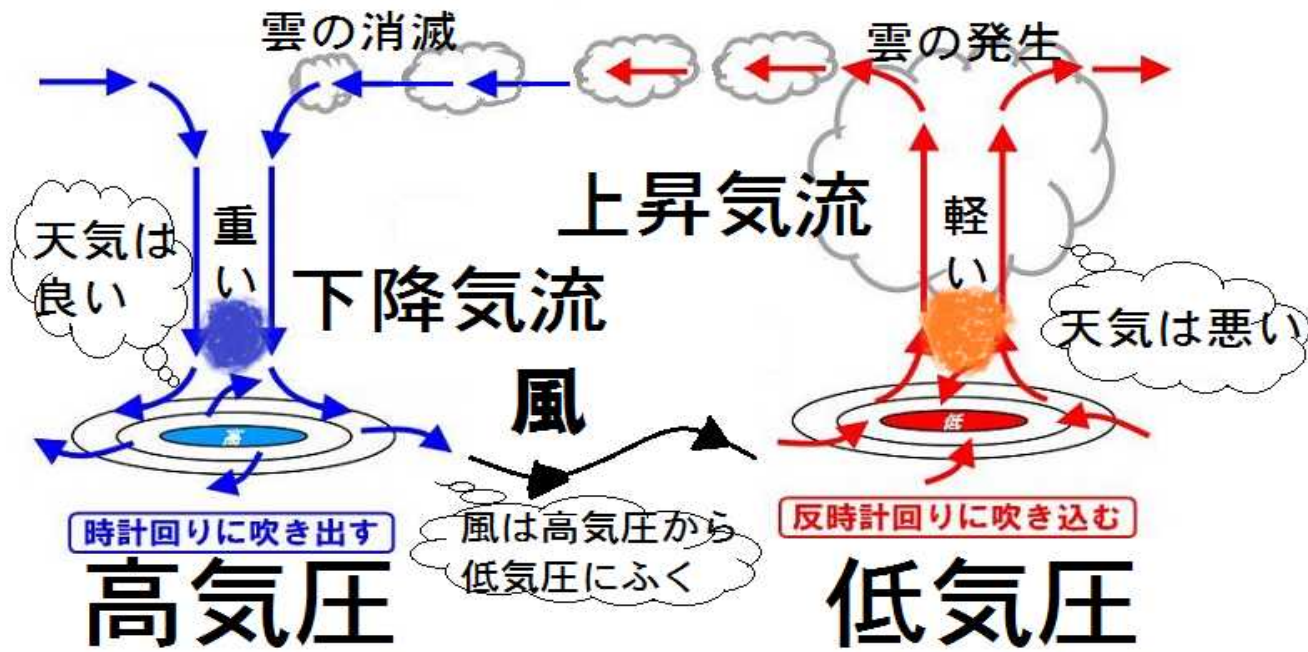 雲の消滅
雲の発生
天気は
良い
重い
下降気流
上昇気流
軽い
天気は悪い
風
高
低
時計回りに吹き出す
風は高気圧から
低気圧にふく
反時計回りに吹き込む
高気圧
低気圧